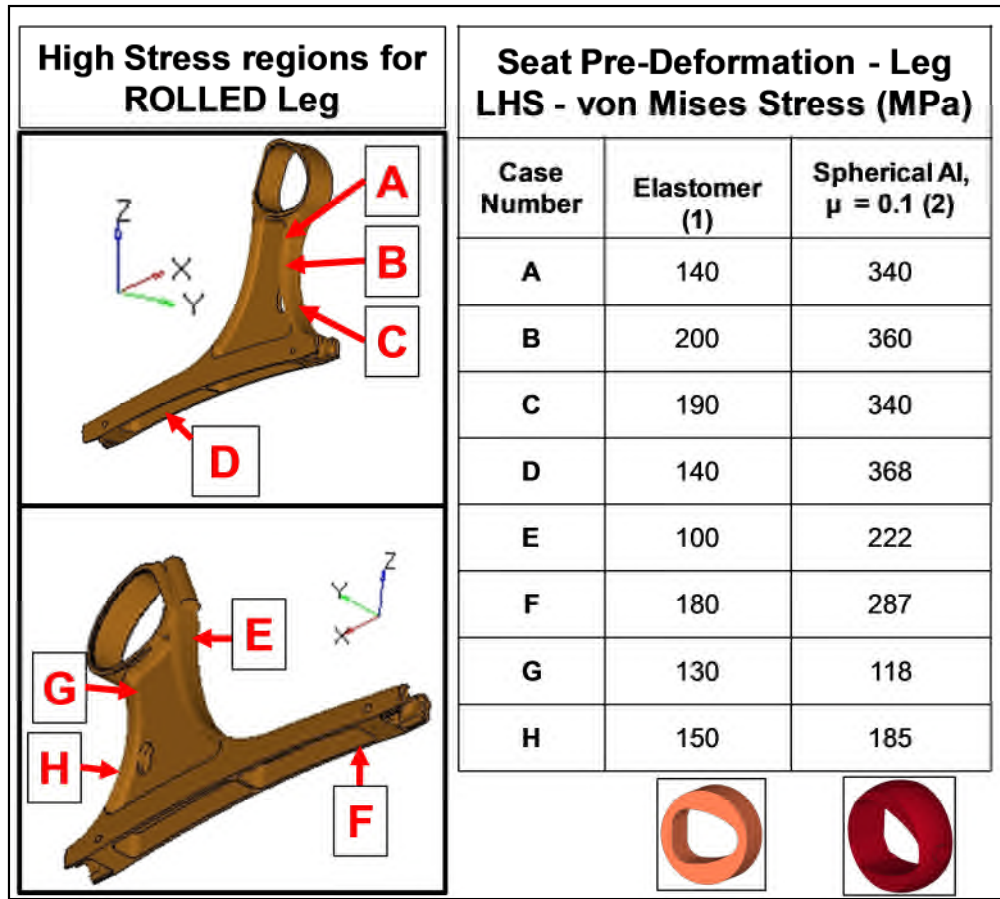 High Stress regions for
ROLLED Leg
A
B
C
D
Z
X
Y
E
G
H
F
Z
Y
X
Seat Pre-Deformation - Leg
LHS - von Mises Stress (MPa)
Case
Number
Elastomer
(1)
Spherical Al,
µ = 0.1 (2)
A 140 340
B 200 360
C 190 340
D 140 368
E 100 222
F 180 287
G 130 118
H 150 185